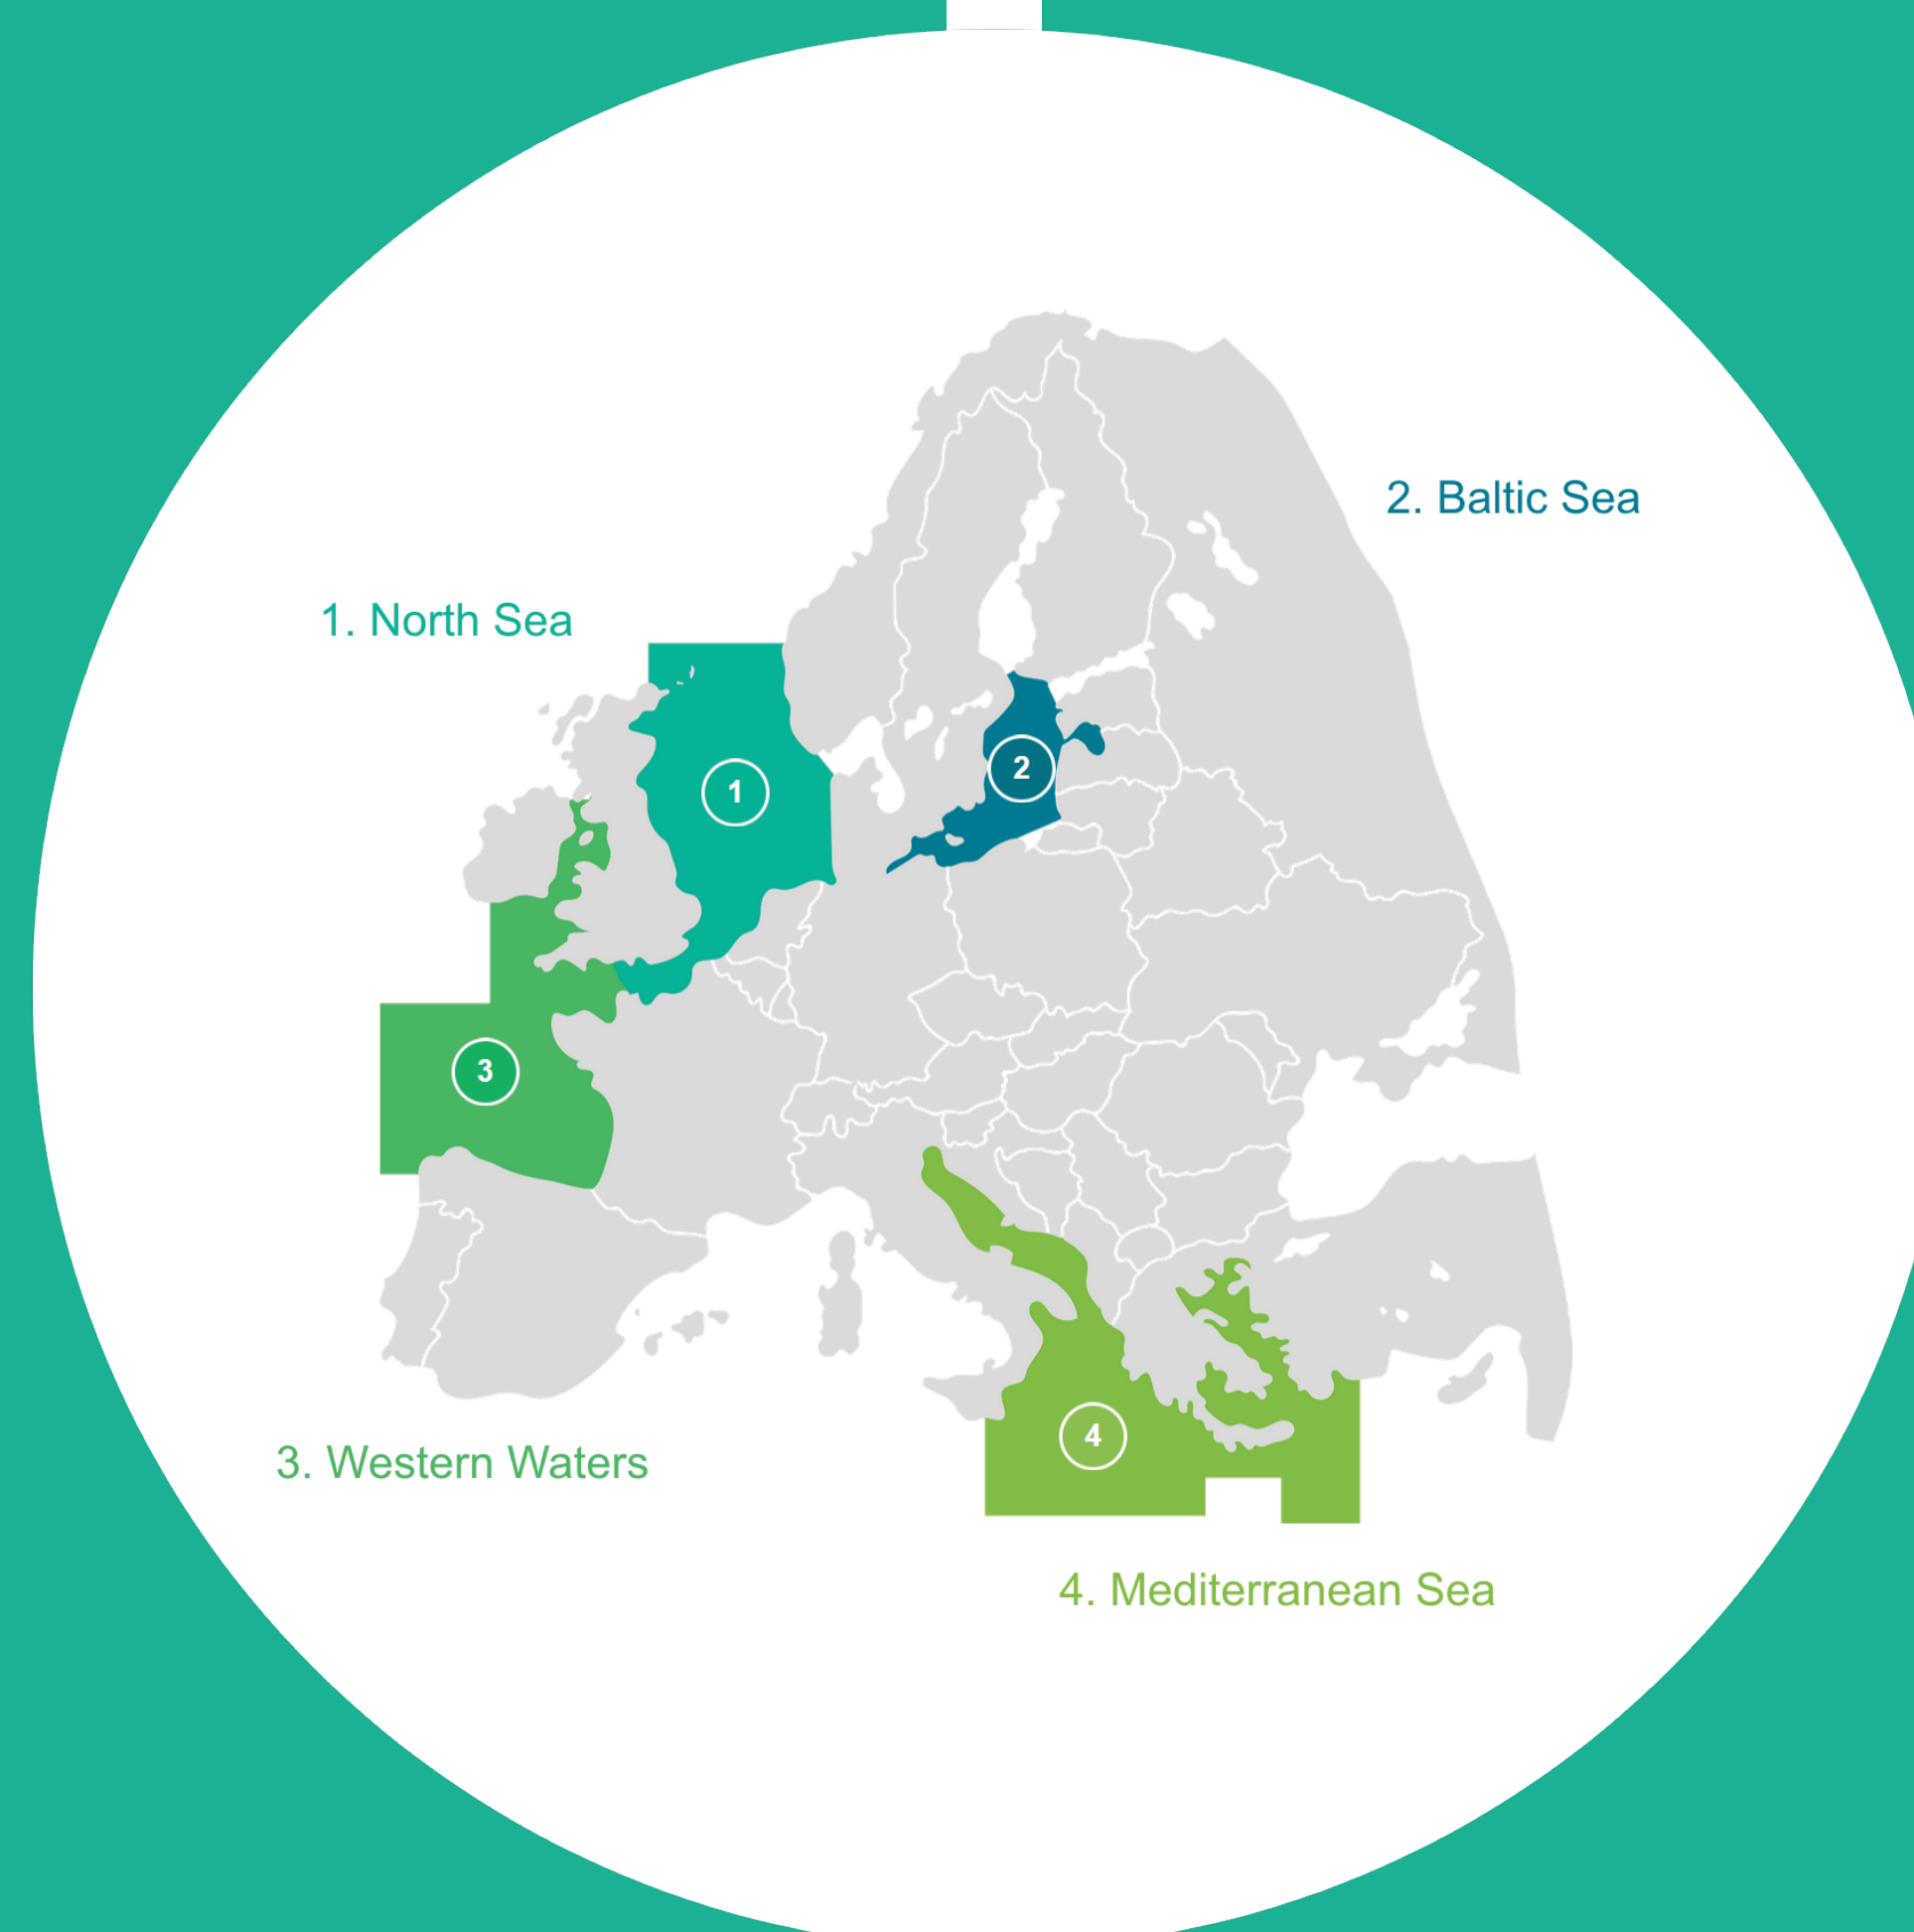 2. Baltic Sea
1. North Sea
2
1
3
3. Western Waters
4
4. Mediterranean Sea